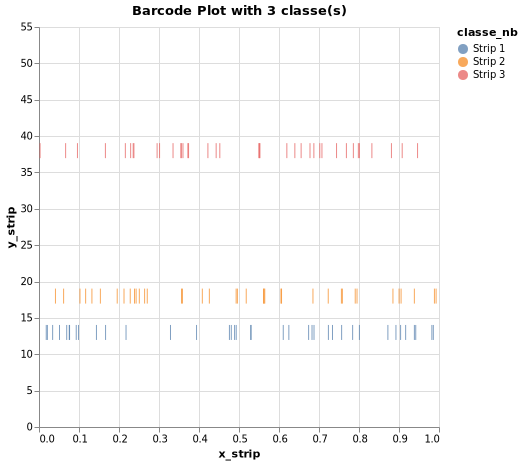 Barcode Plot with 3 classe(s)
classe_nb
Strip 1
Strip 2
Strip 3
y_strip
55
50
45
40
35
30
25
20
15
10
5
0
0.0 0.1 0.2 0.3 0.4 0.5 0.6 0.7 0.8 0.9 1.0
x_strip